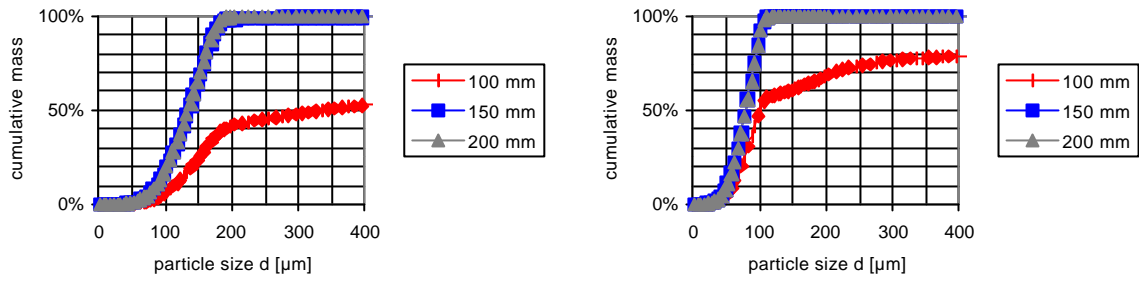 100%
50%
0%
cumulative mass
0 100 200 300 400
particle size d [µm]
100 mm
150 mm
200 mm
100%
50%
0%
cumulative mass
0 100 200 300 400
particle size d [µm]
100 mm
150 mm
200 mm